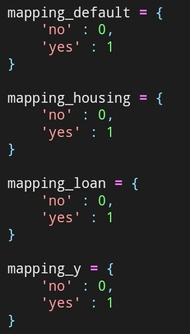 mapping_default = {
    'no' : 0,
    'yes' : 1
}

mapping_housing = {
    'no' : 0,
    'yes' : 1
}

mapping_loan = {
    'no' : 0,
    'yes' : 1
}

mapping_y = {
    'no' : 0,
    'yes' : 1
}